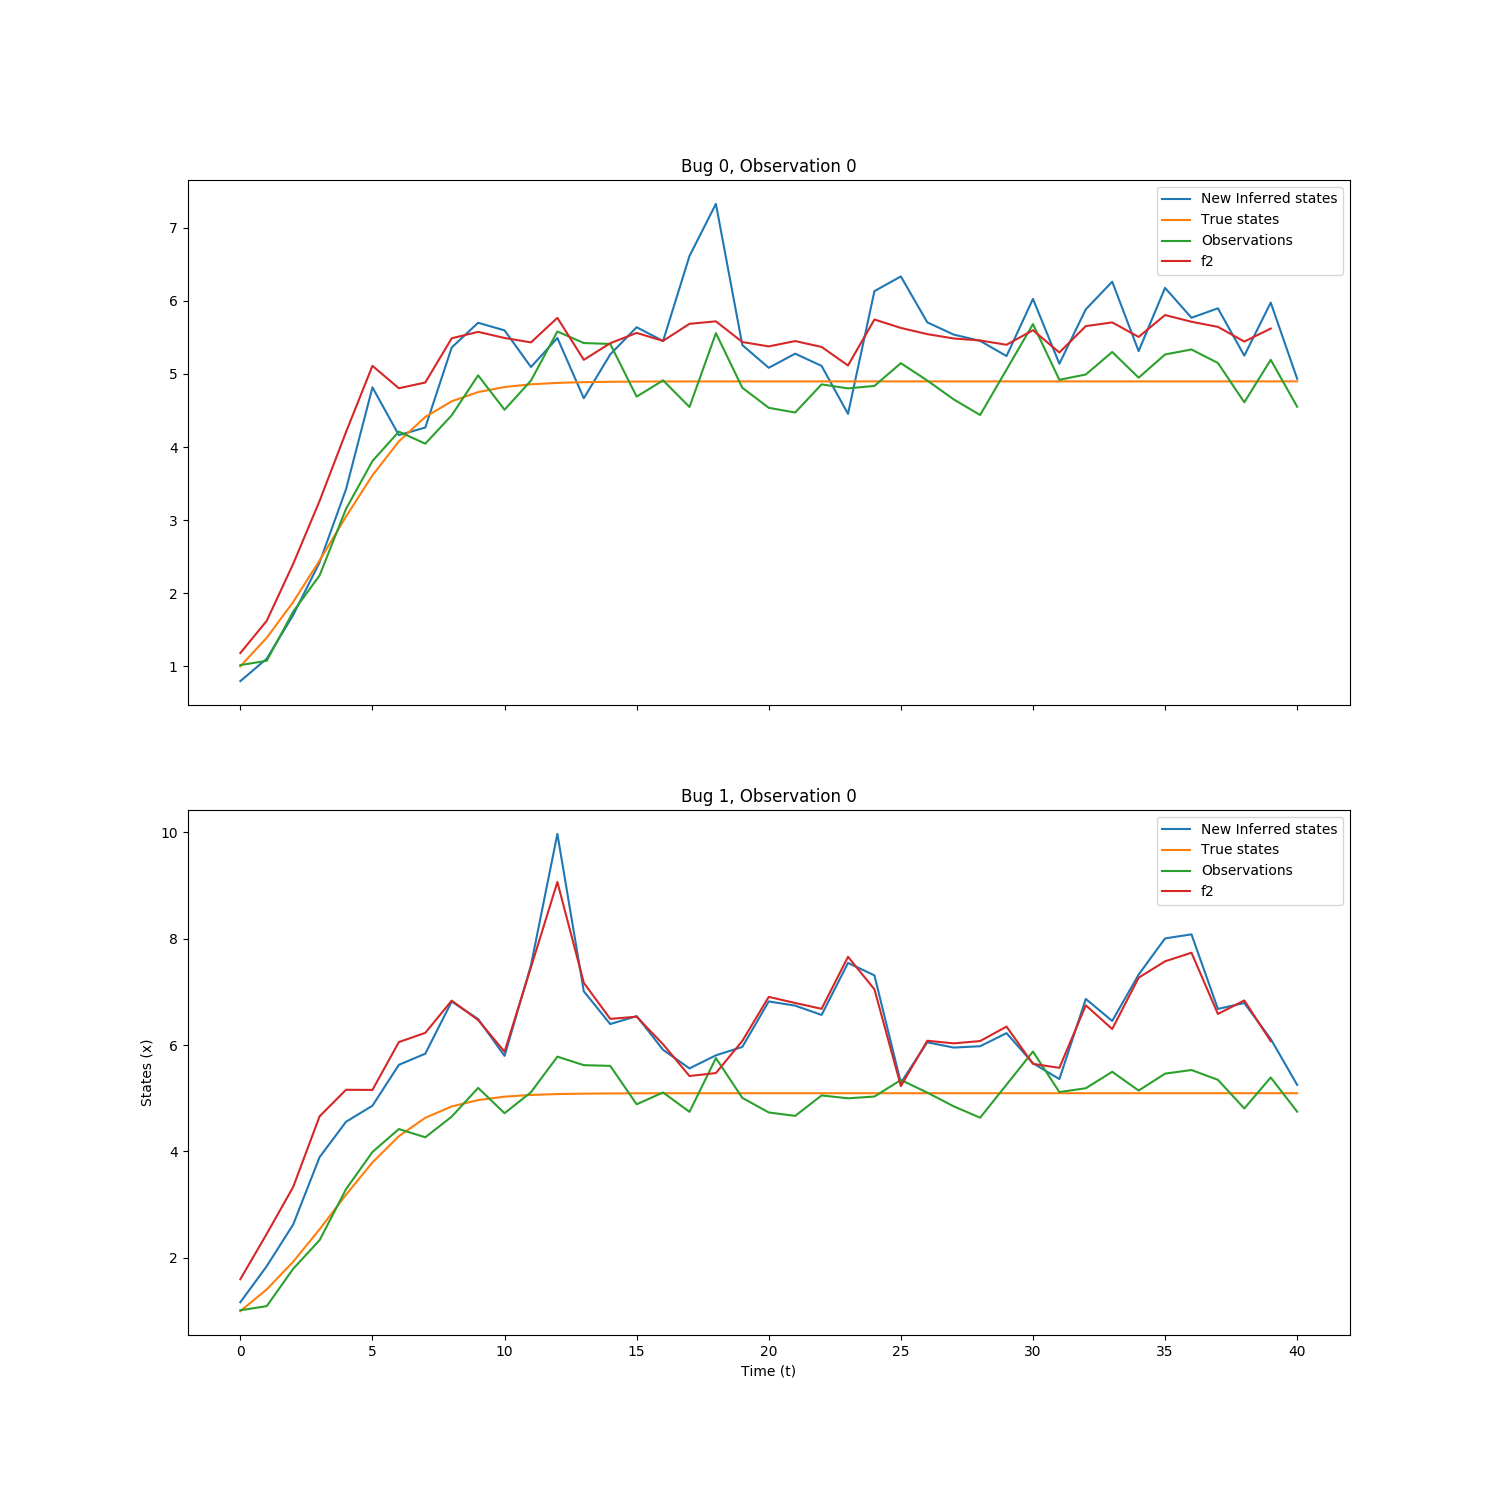 Bug 0, Observation 0
New Inferred states
True states
Observations
f2
7
6
5
4
3
2
1
Bug 1, Observation 0
New Inferred states
True states
Observations
f2
10
8
6
4
2
States (x)
0 5 10 15 20 25 30 35 40
Time (t)